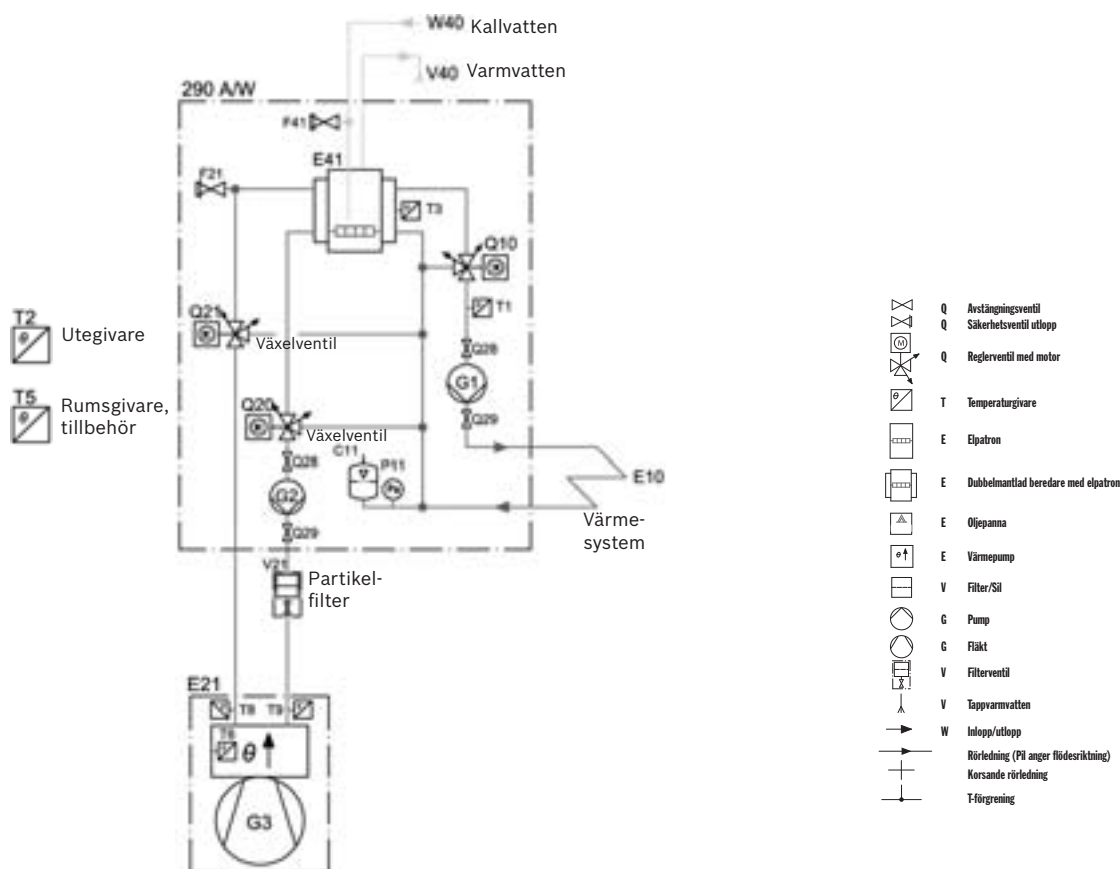 W40 Kallvatten
V40 Varmvatten
290 A/W
F41
E41
F21
T3
Q10
T2
Utegivare
Q21
Växelventil
T1
Q28
G1
Q29
T5
Rumsgivare,
tillbehör
Q20
Växelventil
C11
P11
Q28
G2
Q29
E10
Värme-
system
V21
Partikel-
filter
E21
T8
T9
T6
θ
G3
Q Avstängningsventil
Q Säkerhetsventil utlopp
M
Q Reglerventil med motor
θ
T Temperaturgivare
E Elpatron
E Dubbelmantlad beredare med elpatron
E Oljepanna
θ
E Värmepump
V Filter/Sil
G Pump
G Fläkt
V Filterventil
V Tappvarmvatten
W Inlopp/utlopp
Rörledning (Pil anger flödesriktning)
Korsande rörledning
T-förgrening